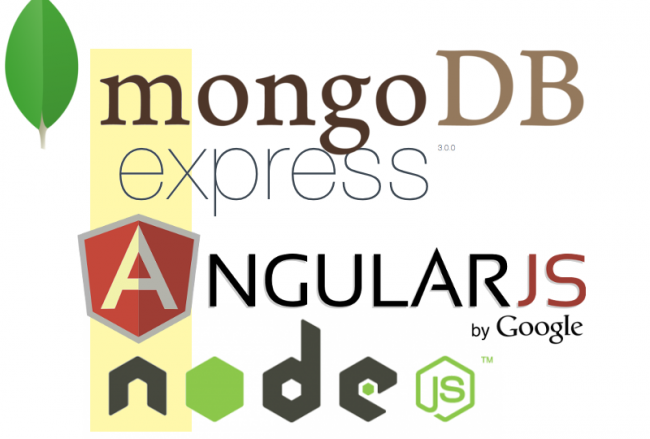 mongoDB
express 3.0.0
ANGULARJS
by Google
node JS ™